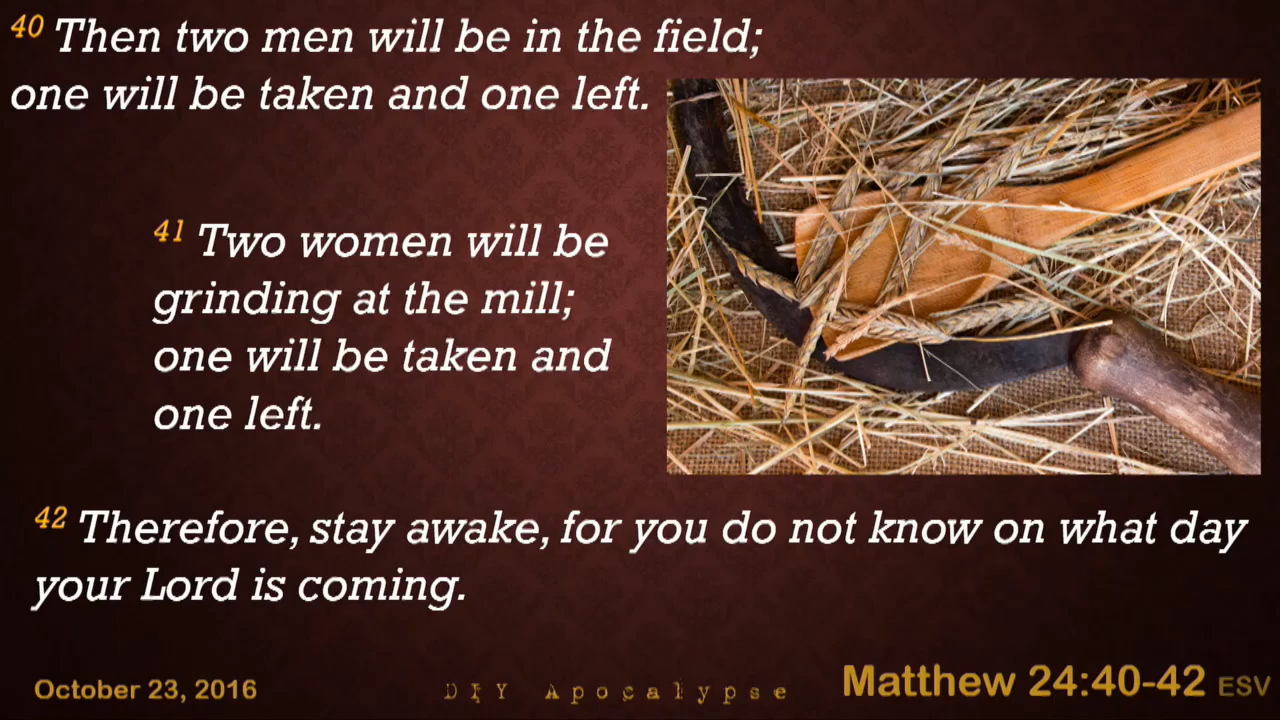 40 Then two men will be in the field;
one will be taken and one left.
41 Two women will be
grinding at the mill;
one will be taken and
one left.
42 Therefore, stay awake, for you do not know on what day
your Lord is coming.
October 23, 2016
DIY Apocalypse
Matthew 24:40-42 ESV